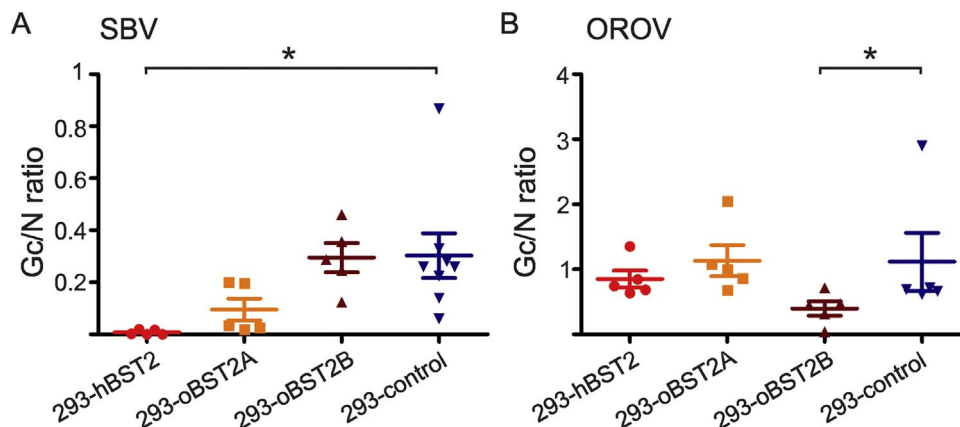 A SBV
*
Gc/N ratio
1
0.8
0.6
0.4
0.2
293-hBST2
293-oBST2A
293-oBST2B
293-control
B OROV
*
Gc/N ratio
4
3
2
1
293-hBST2
293-oBST2A
293-oBST2B
293-control